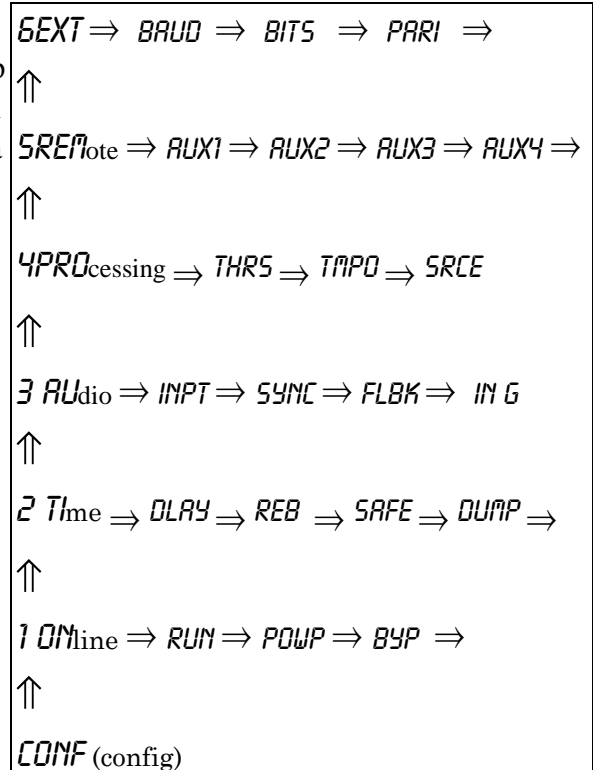 6EXT ⇒ BAUD ⇒ BITS ⇒ PARI ⇒
⇑
5REMote ⇒ AUX1 ⇒ AUX2 ⇒ AUX3 ⇒ AUX4 ⇒
⇑
4PROcessing ⇒ THRS ⇒ TMPO ⇒ SRCE
⇑
3 AUdio ⇒ INPT ⇒ SYNC ⇒ FLBK ⇒ IN G
⇑
2 TIme ⇒ DLAY ⇒ REB ⇒ SAFE ⇒ DUMP ⇒
⇑
1 ONline ⇒ RUN ⇒ POWP ⇒ BYP ⇒
⇑
CONF (config)